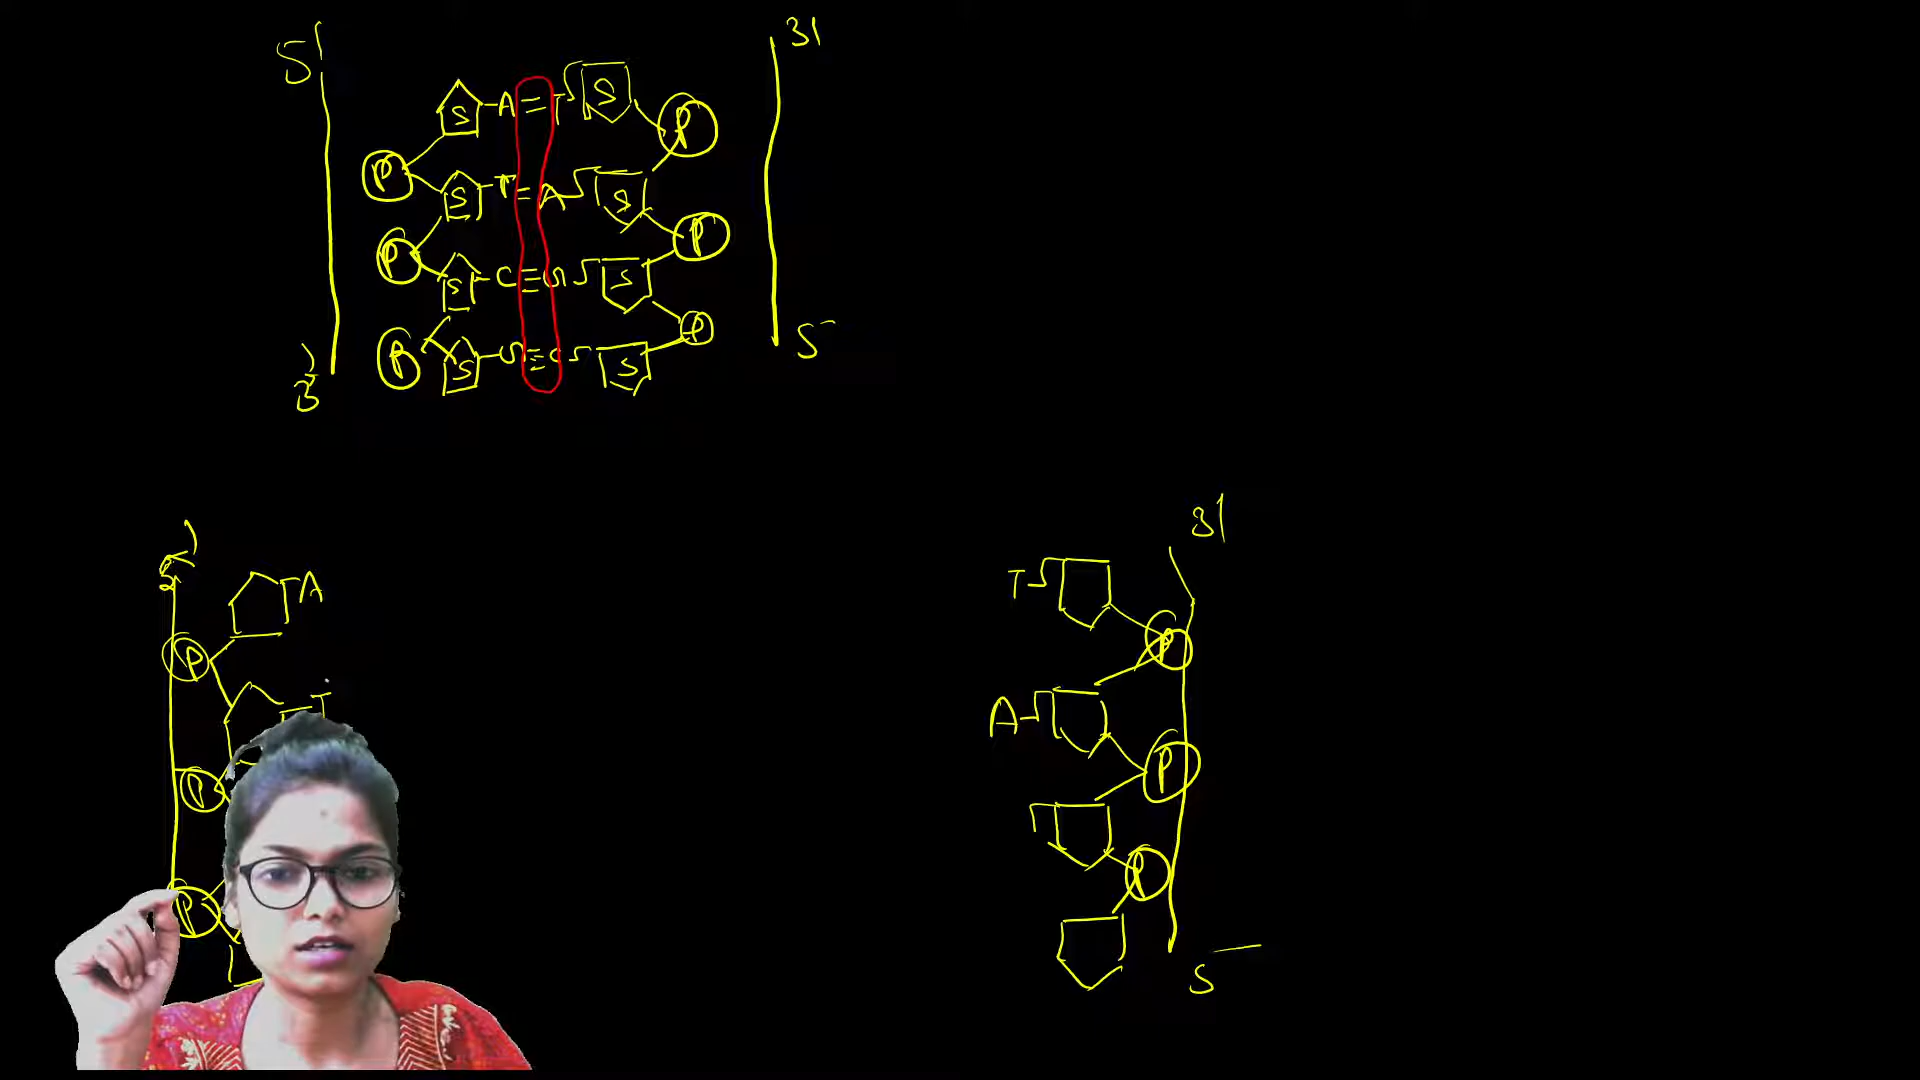 5' 3'
S-A=T S P
P S-T=A S
P S-C≡G S P
P S-G≡C S P
3' 5
5' 3'
A T
P P
T A
P P
P P
5